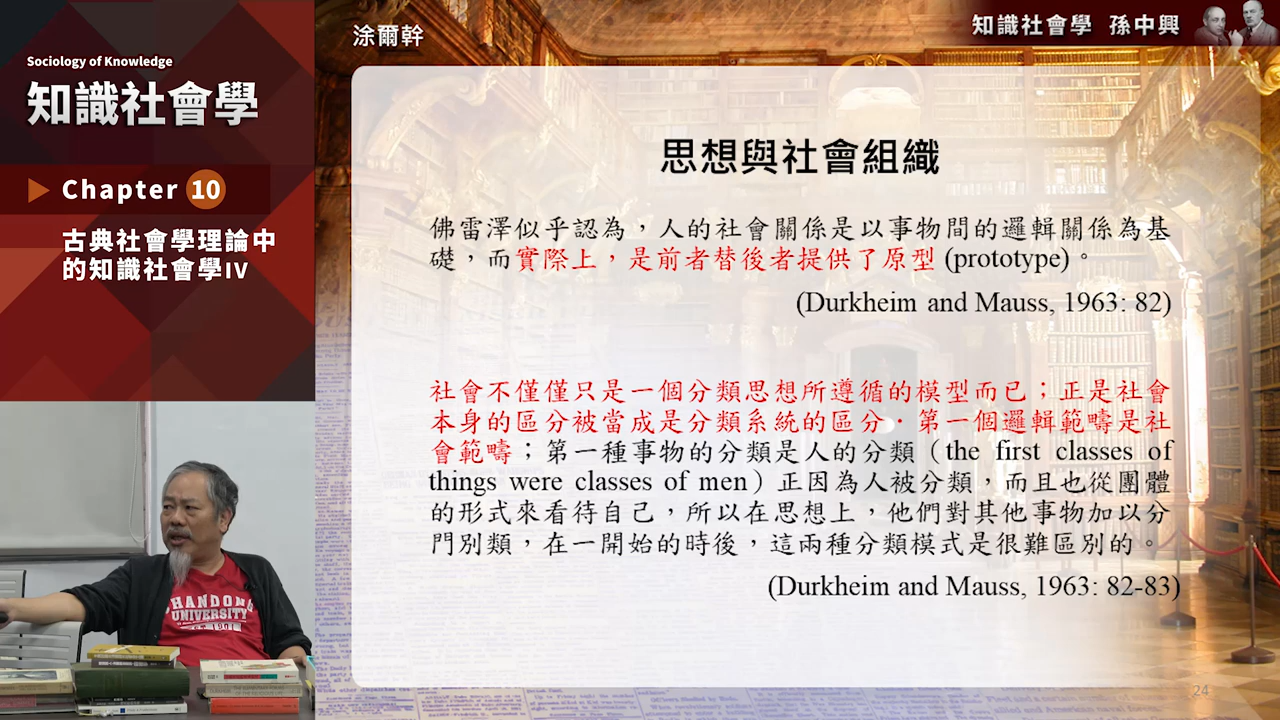 Sociology of Knowledge
知識社會學
Chapter 10
古典社會學理論中
的知識社會學IV
涂爾幹
知識社會學 孫中興
思想與社會組織
佛雷澤似乎認為，人的社會關係是以事物間的邏輯關係為基
礎，而實際上，是前者替後者提供了原型 (prototype)。
(Durkheim and Mauss, 1963: 82)
社會不僅僅只是一個分類思想所遵循的模型而已；正是社會
本身的區分被當成是分類系統的區分．第一個邏輯範疇是社
會範疇；第一種事物的分類是人的分類（the first classes of
things were classes of men）正因為人被分類，而且也從團體
的形式來看待自己，所以在思想上，他們對其他事物加以分
門別類，在一開始的時後，這兩種分類模式是很難區別的。
(Durkheim and Mauss, 1963: 82-83)
24
SHANDONG
UNIVERSITY
EST. 1901